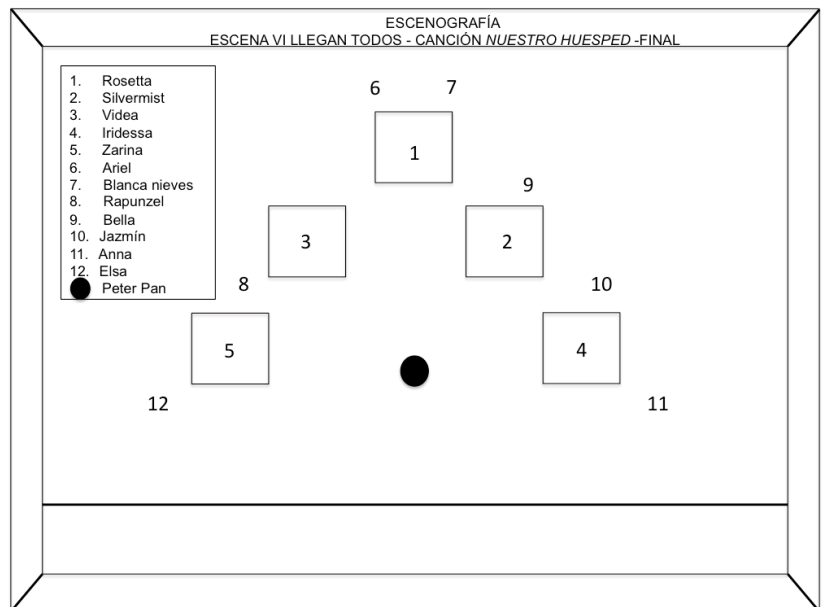 ESCENOGRAFÍA
ESCENA VI LLEGAN TODOS - CANCIÓN NUESTRO HUESPED -FINAL
1. Rosetta
2. Silvermist
3. Videa
4. Iridessa
5. Zarina
6. Ariel
7. Blanca nieves
8. Rapunzel
9. Bella
10. Jazmín
11. Anna
12. Elsa
Peter Pan
6 7
1
9
3 2
8 10
5 4
12 11